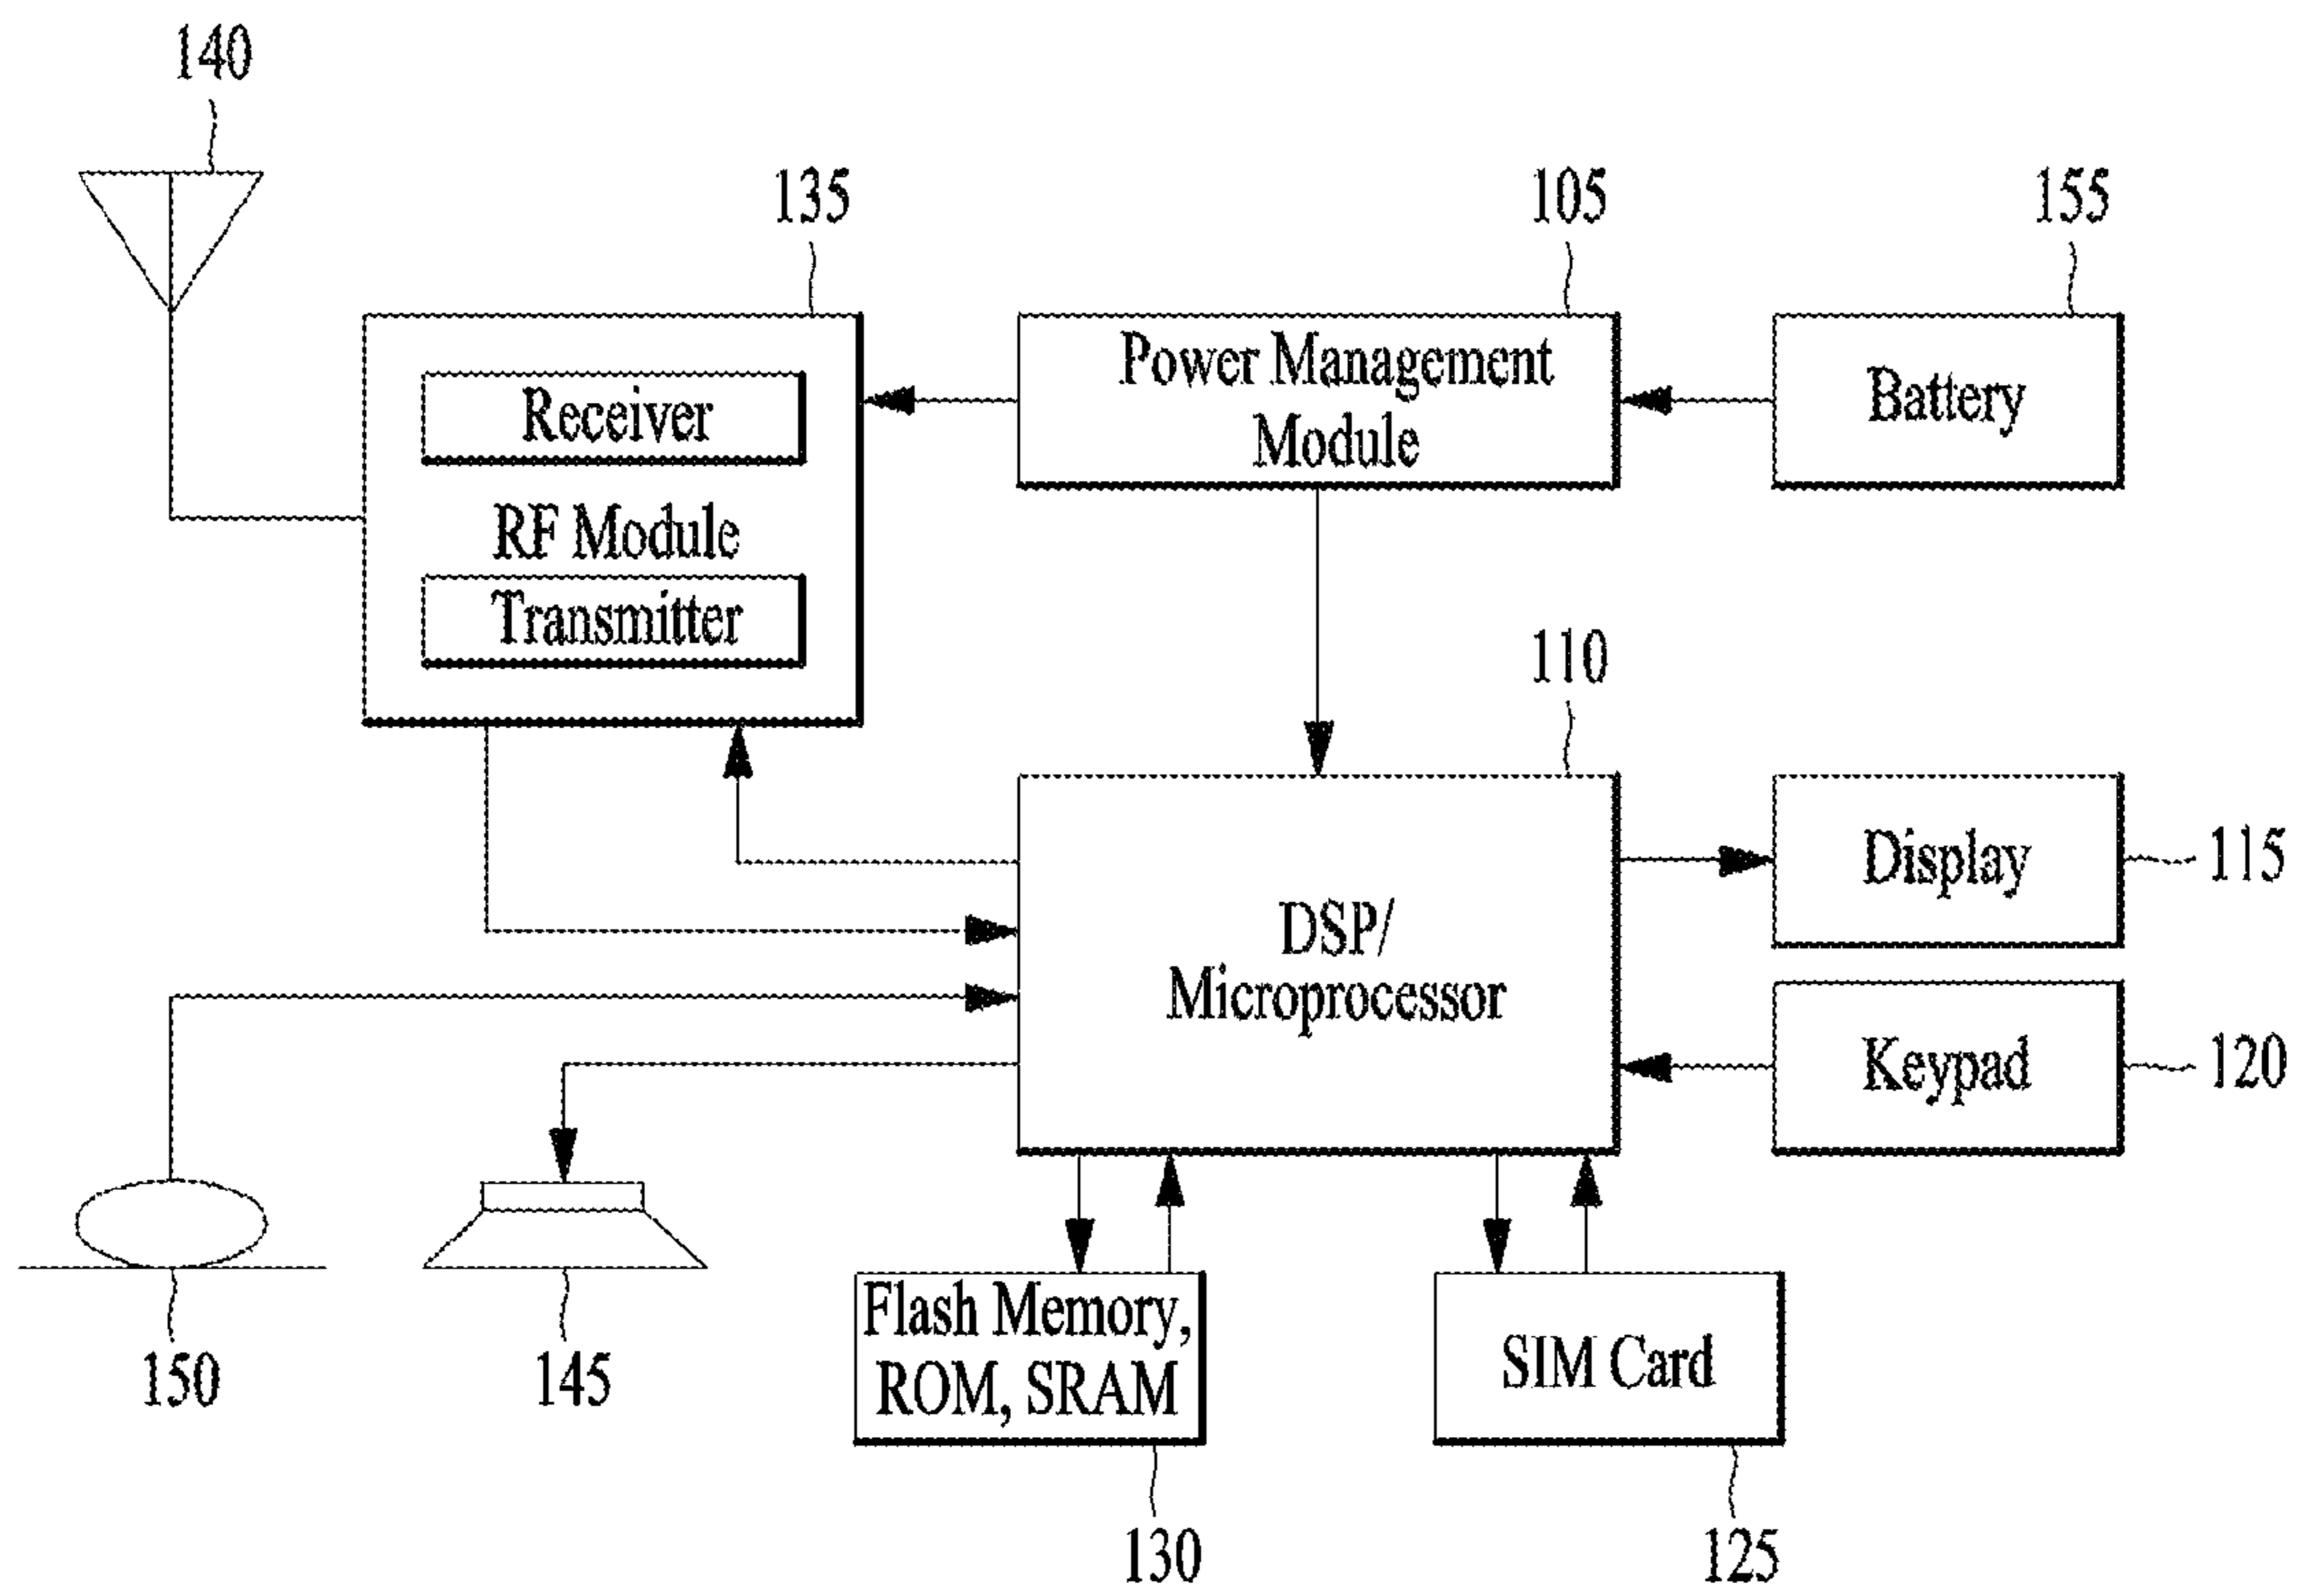 140
135
105
155
Receiver
RF Module
Transmitter
Power Management
Module
Battery
110
DSP/
Microprocessor
Display
115
Keypad
120
150
145
Flash Memory,
ROM, SRAM
SIM Card
130
125